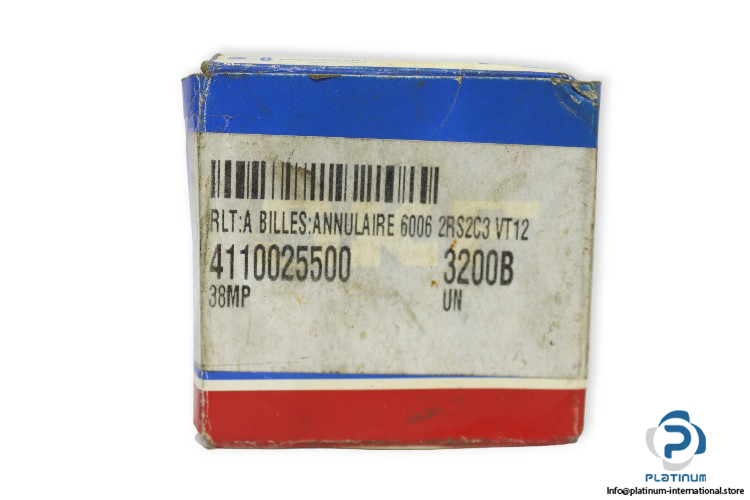 RLT:A BILLES:ANNULAIRE 6006 2RS2C3 VT12
4110025500 3200B
38MP UN
PLATINUM
Info@platinum-international.store